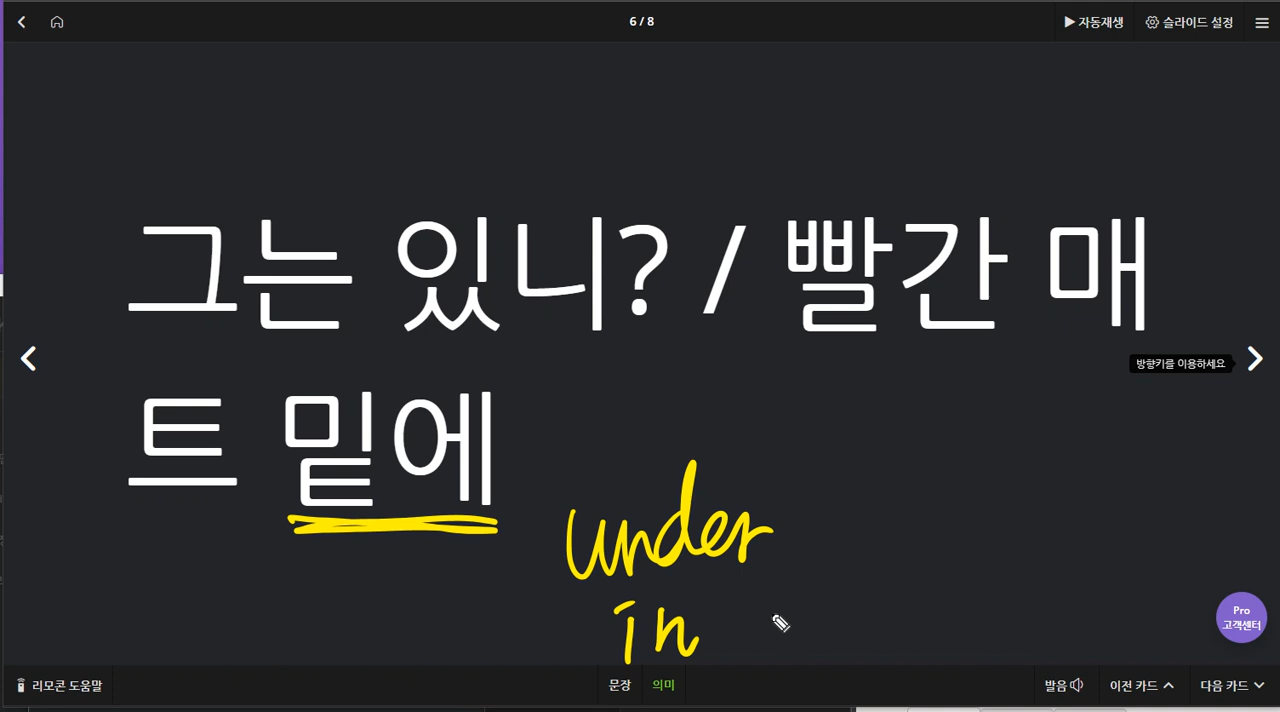 6 / 8
자동재생
슬라이드 설정
그는 있니? / 빨간 매
트 밑에
방향키를 이용하세요
under
in
Pro
고객센터
리모콘 도움말
문장
의미
발음
이전 카드
다음 카드